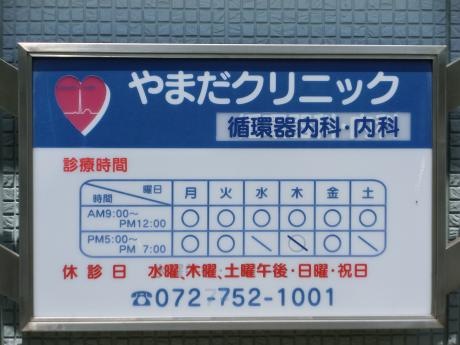 やまだクリニック
循環器内科・内科
診療時間
曜日 月 火 水 木 金 土
時間
AM9:00～PM12:00 ○ ○ ○ ○ ○ ○
PM5:00～PM 7:00 ○ ○ ＼ ＼ ○ ＼
休診日 水曜、木曜、土曜午後・日曜・祝日
☎072-752-1001